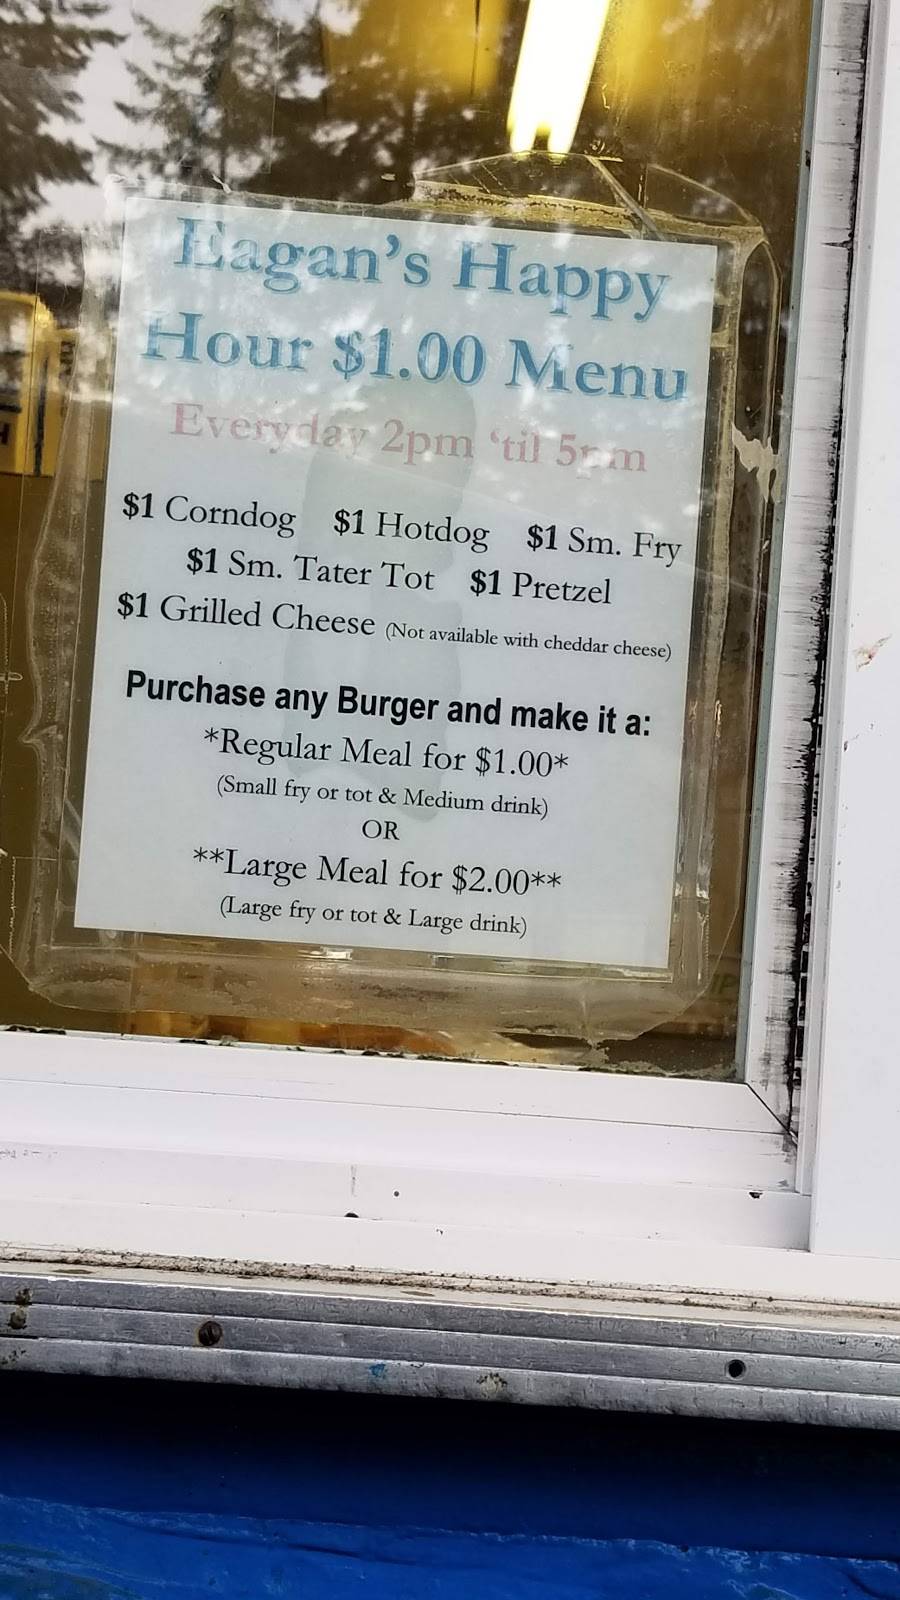 Eagan's Happy
Hour $1.00 Menu
Everyday 2pm 'til 5pm
$1 Corndog $1 Hotdog $1 Sm. Fry
$1 Sm. Tater Tot $1 Pretzel
$1 Grilled Cheese (Not available with cheddar cheese)
Purchase any Burger and make it a:
*Regular Meal for $1.00*
(Small fry or tot & Medium drink)
OR
**Large Meal for $2.00**
(Large fry or tot & Large drink)